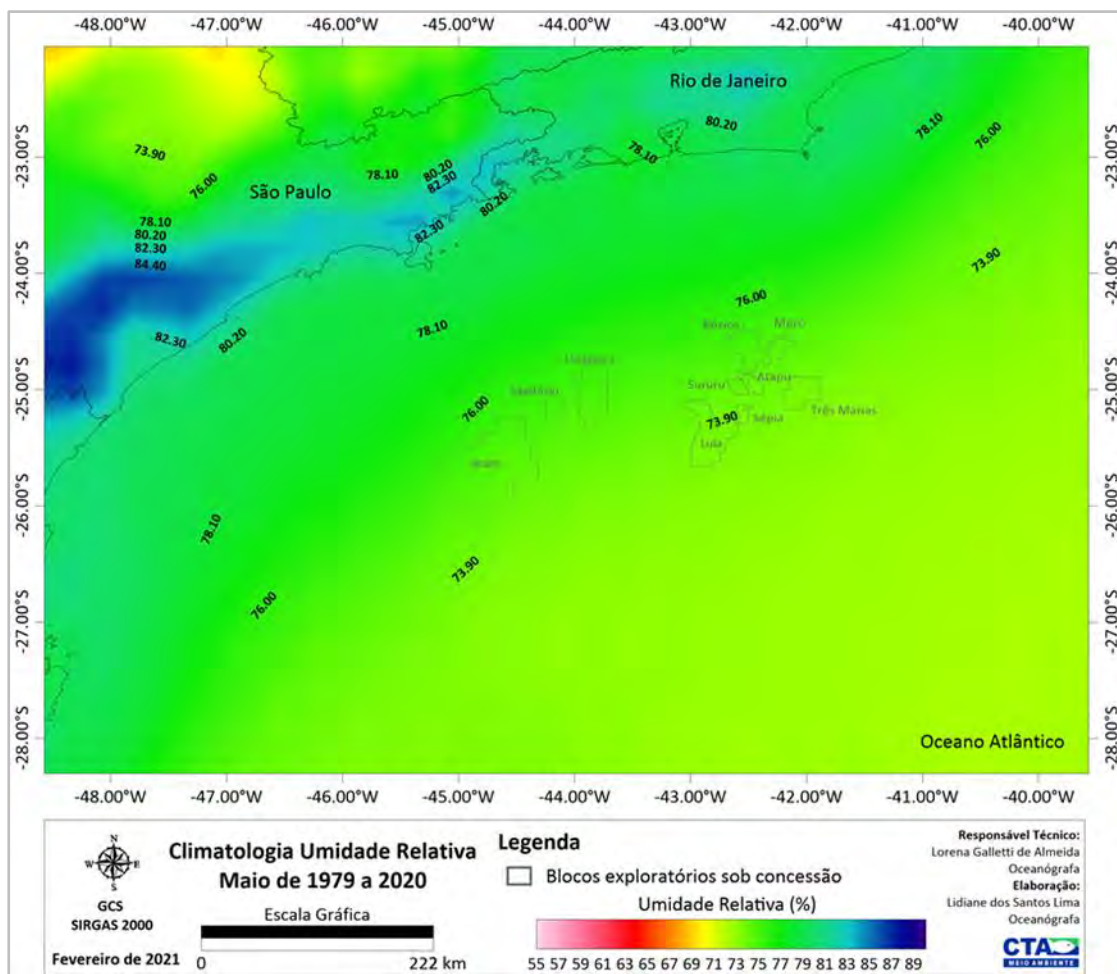 -48.00°W -47.00°W -46.00°W -45.00°W -44.00°W -43.00°W -42.00°W -41.00°W -40.00°W
Rio de Janeiro
80.20
78.10
76.00
-23.00°S
73.90
78.10
-23.00°S
80.20
82.30
78.10
76.00
São Paulo
80.20
78.10
80.20
82.30
84.40
82.30
73.90
-24.00°S
-24.00°S
76.00
82.30
80.20
78.10
Atapu
Sururu
-25.00°S
-25.00°S
76.00
73.90
Sépia
Três Marias
Lula
-26.00°S
-26.00°S
78.10
73.90
76.00
-27.00°S
-27.00°S
-28.00°S
-28.00°S
Oceano Atlântico
-48.00°W -47.00°W -46.00°W -45.00°W -44.00°W -43.00°W -42.00°W -41.00°W -40.00°W
N
W E
S
GCS
SIRGAS 2000
Fevereiro de 2021
Climatologia Umidade Relativa
Maio de 1979 a 2020
Escala Gráfica
0 222 km
Legenda
Blocos exploratórios sob concessão
Umidade Relativa (%)
55 57 59 61 63 65 67 69 71 73 75 77 79 81 83 85 87 89
Responsável Técnico:
Lorena Galletti de Almeida
Oceanógrafa
Elaboração:
Lidiane dos Santos Lima
Oceanógrafa
CTA
MEIO AMBIENTE